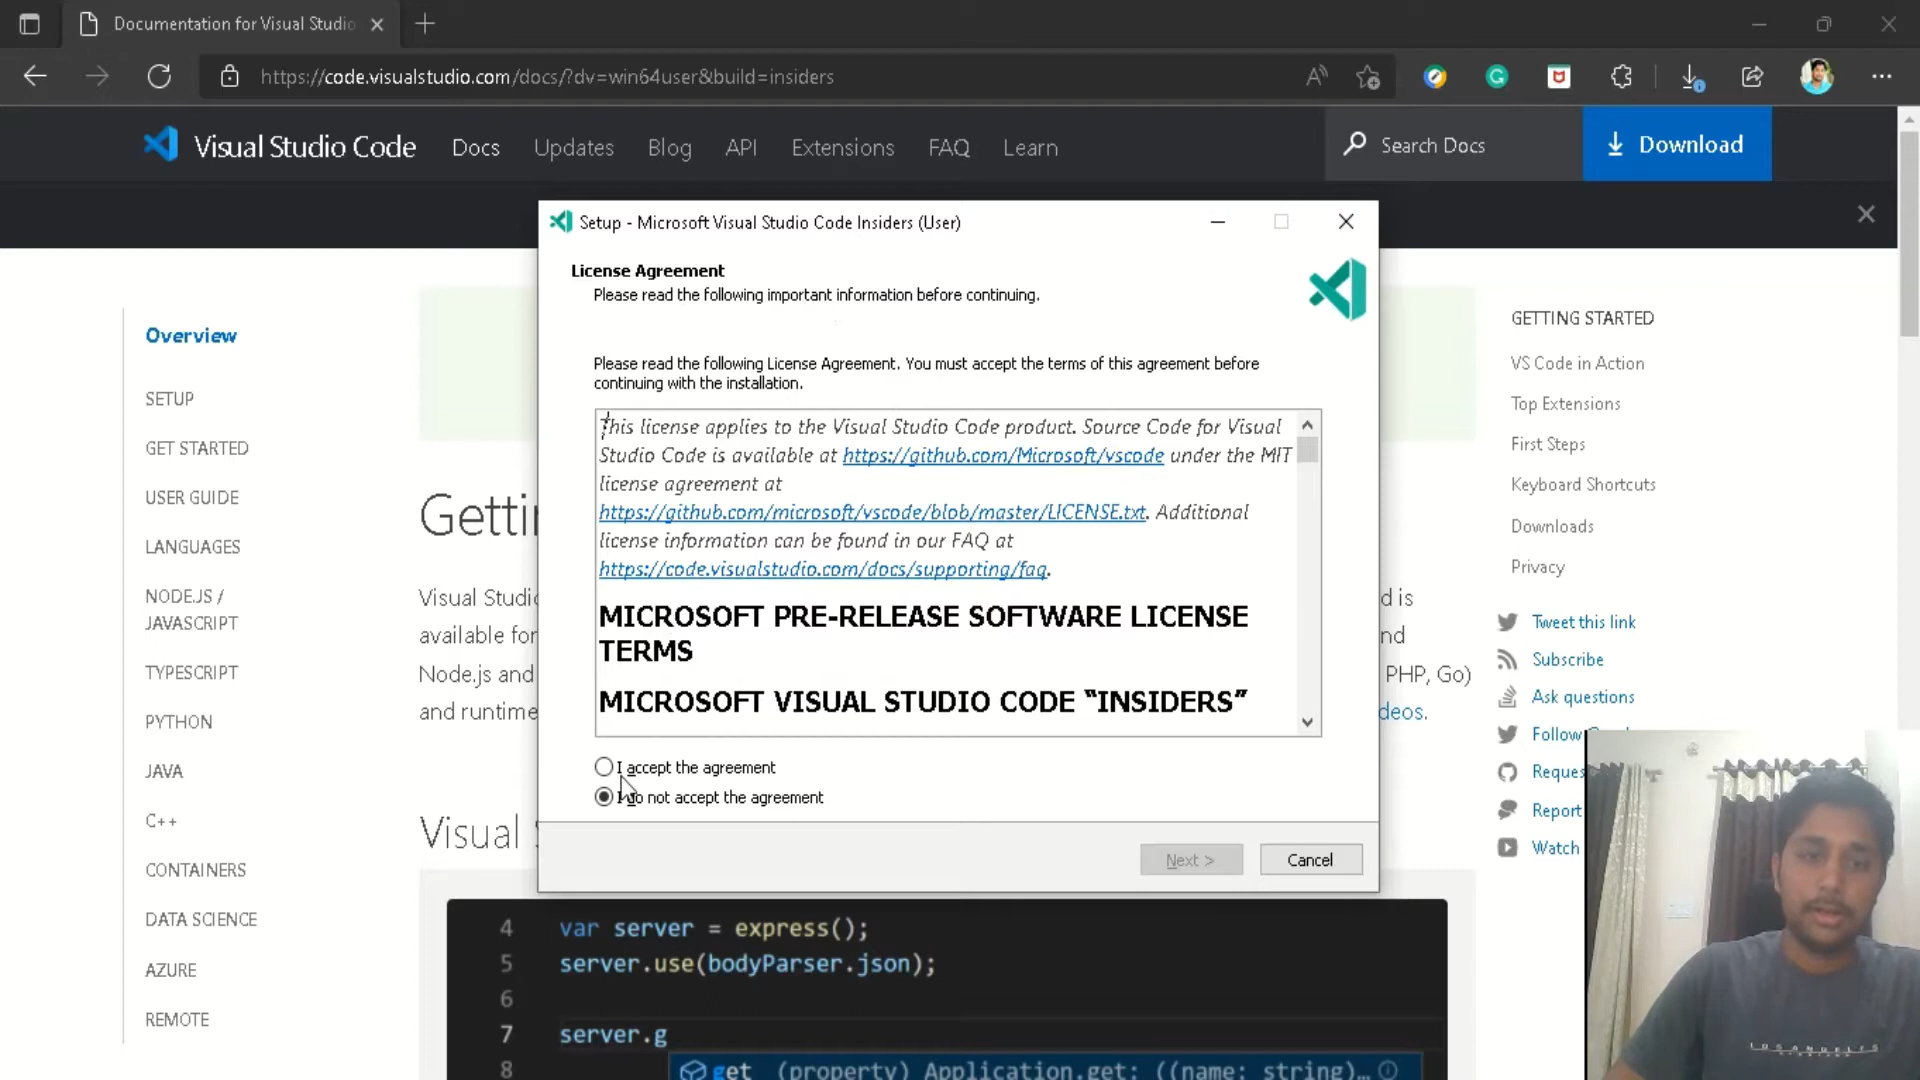 Documentation for Visual Studio
https://code.visualstudio.com/docs/?dv=win64user&build=insiders
Visual Studio Code
Docs
Updates
Blog
API
Extensions
FAQ
Learn
Search Docs
Download
Setup - Microsoft Visual Studio Code Insiders (User)
License Agreement
Please read the following important information before continuing.
Please read the following License Agreement. You must accept the terms of this agreement before
continuing with the installation.
This license applies to the Visual Studio Code product. Source Code for Visual
Studio Code is available at https://github.com/Microsoft/vscode under the MIT
license agreement at
https://github.com/microsoft/vscode/blob/master/LICENSE.txt. Additional
license information can be found in our FAQ at
https://code.visualstudio.com/docs/supporting/faq.
MICROSOFT PRE-RELEASE SOFTWARE LICENSE
TERMS
MICROSOFT VISUAL STUDIO CODE “INSIDERS”
I accept the agreement
I do not accept the agreement
Next >
Cancel
Overview
SETUP
GET STARTED
USER GUIDE
LANGUAGES
NODE.JS /
JAVASCRIPT
TYPESCRIPT
PYTHON
JAVA
C++
CONTAINERS
DATA SCIENCE
AZURE
REMOTE
Getti
Visual Studi
d is
available for
nd
Node.js and
PHP, Go)
and runtime
deos.
Visual
4 var server = express();
5 server.use(bodyParser.json);
6
7 server.g
8 get (property) Application.get: ((name: string)...
GETTING STARTED
VS Code in Action
Top Extensions
First Steps
Keyboard Shortcuts
Downloads
Privacy
Tweet this link
Subscribe
Ask questions
Follow
Reques
Report
Watch
LOS ANGELES